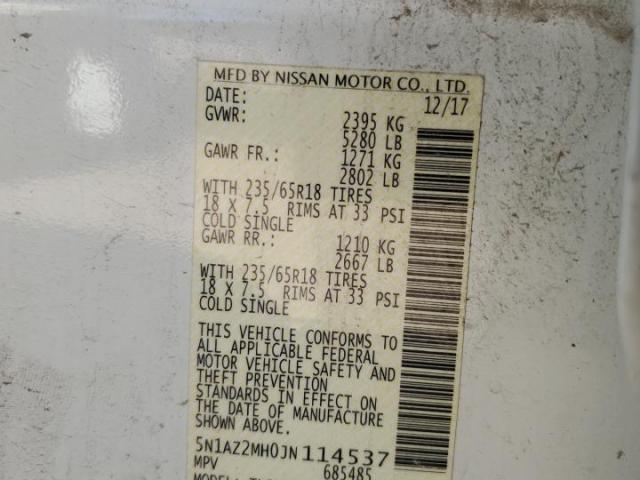 MFD BY NISSAN MOTOR CO., LTD.
DATE: 12/17
GVWR: 2395 KG
5280 LB
GAWR FR.: 1271 KG
2802 LB
WITH 235/65R18 TIRES
18 X 7.5 RIMS AT 33 PSI
COLD SINGLE
GAWR RR.: 1210 KG
2667 LB
WITH 235/65R18 TIRES
18 X 7.5 RIMS AT 33 PSI
COLD SINGLE
THIS VEHICLE CONFORMS TO
ALL APPLICABLE FEDERAL
MOTOR VEHICLE SAFETY AND
THEFT PREVENTION
STANDARDS IN EFFECT ON
THE DATE OF MANUFACTURE
SHOWN ABOVE.
5N1AZ2MH0JN114537
MPV 685485